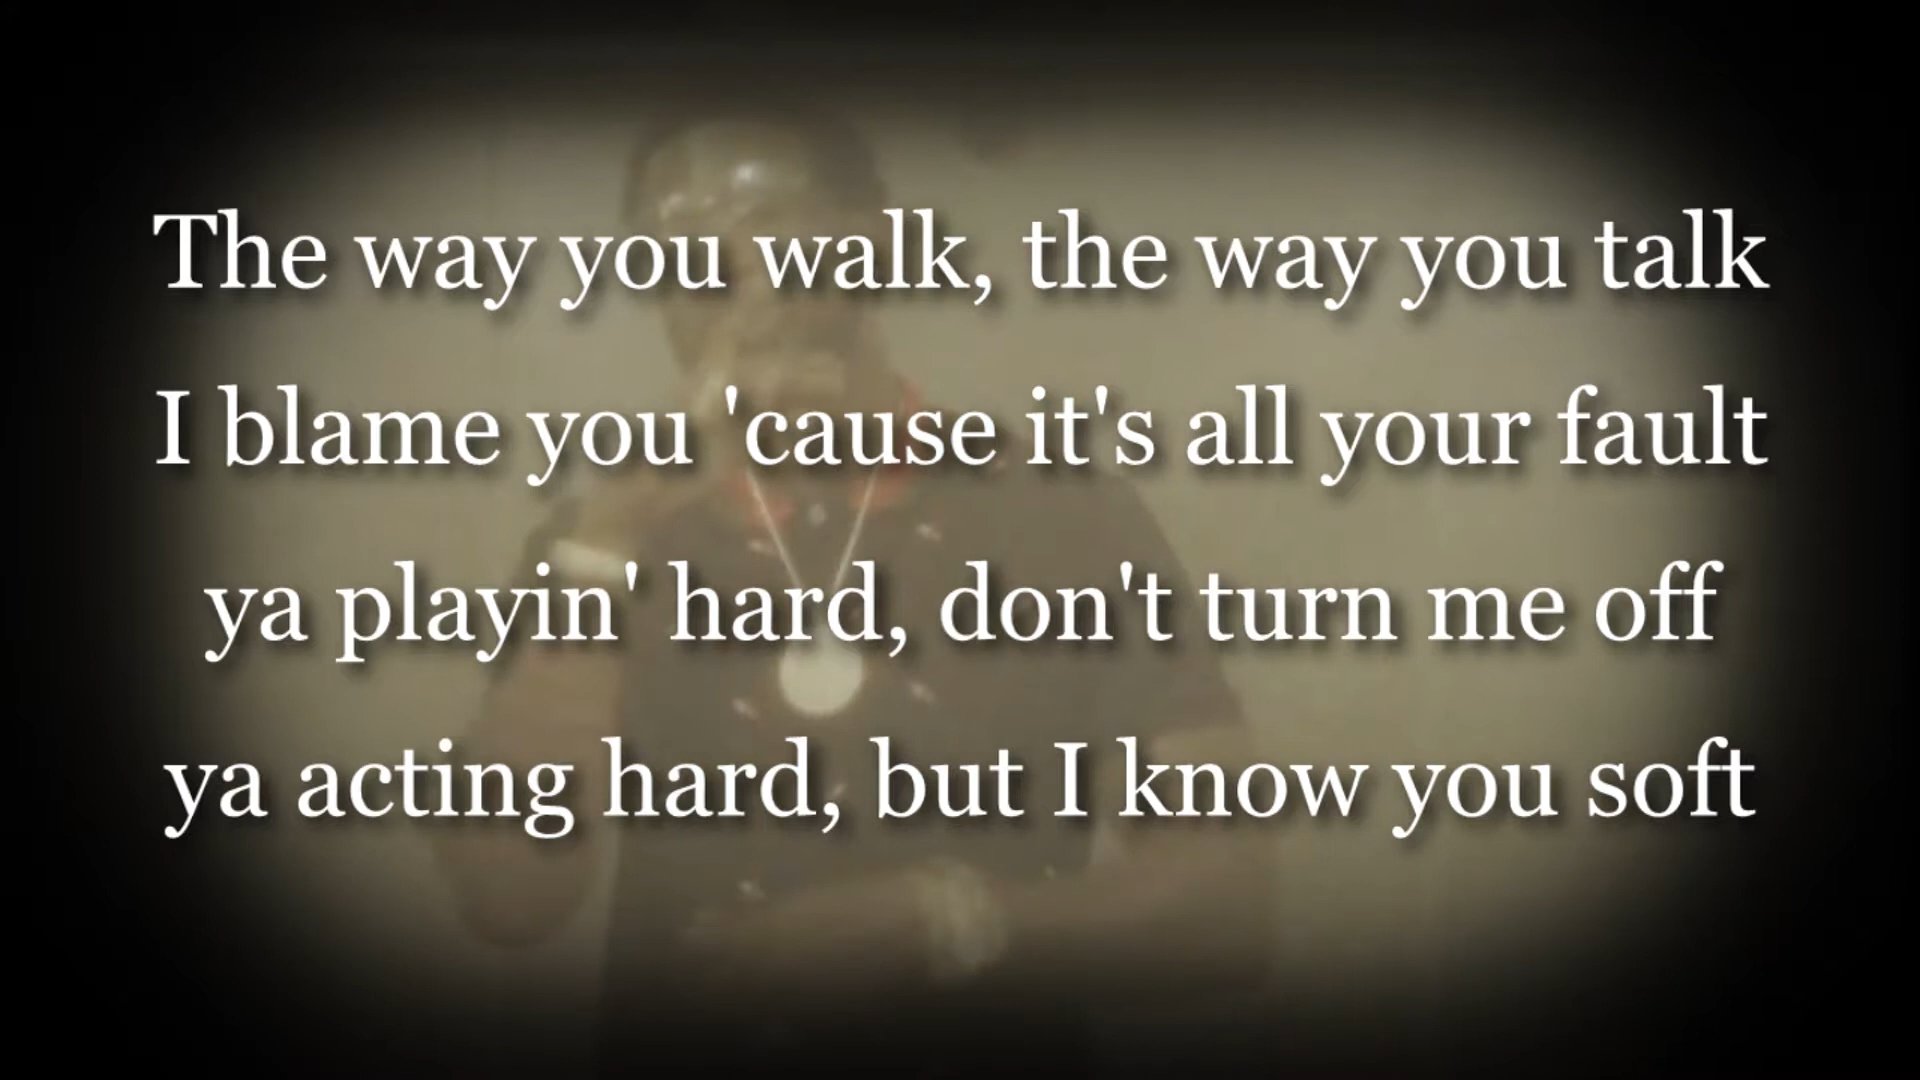 The way you walk, the way you talk
I blame you 'cause it's all your fault
ya playin' hard, don't turn me off
ya acting hard, but I know you soft